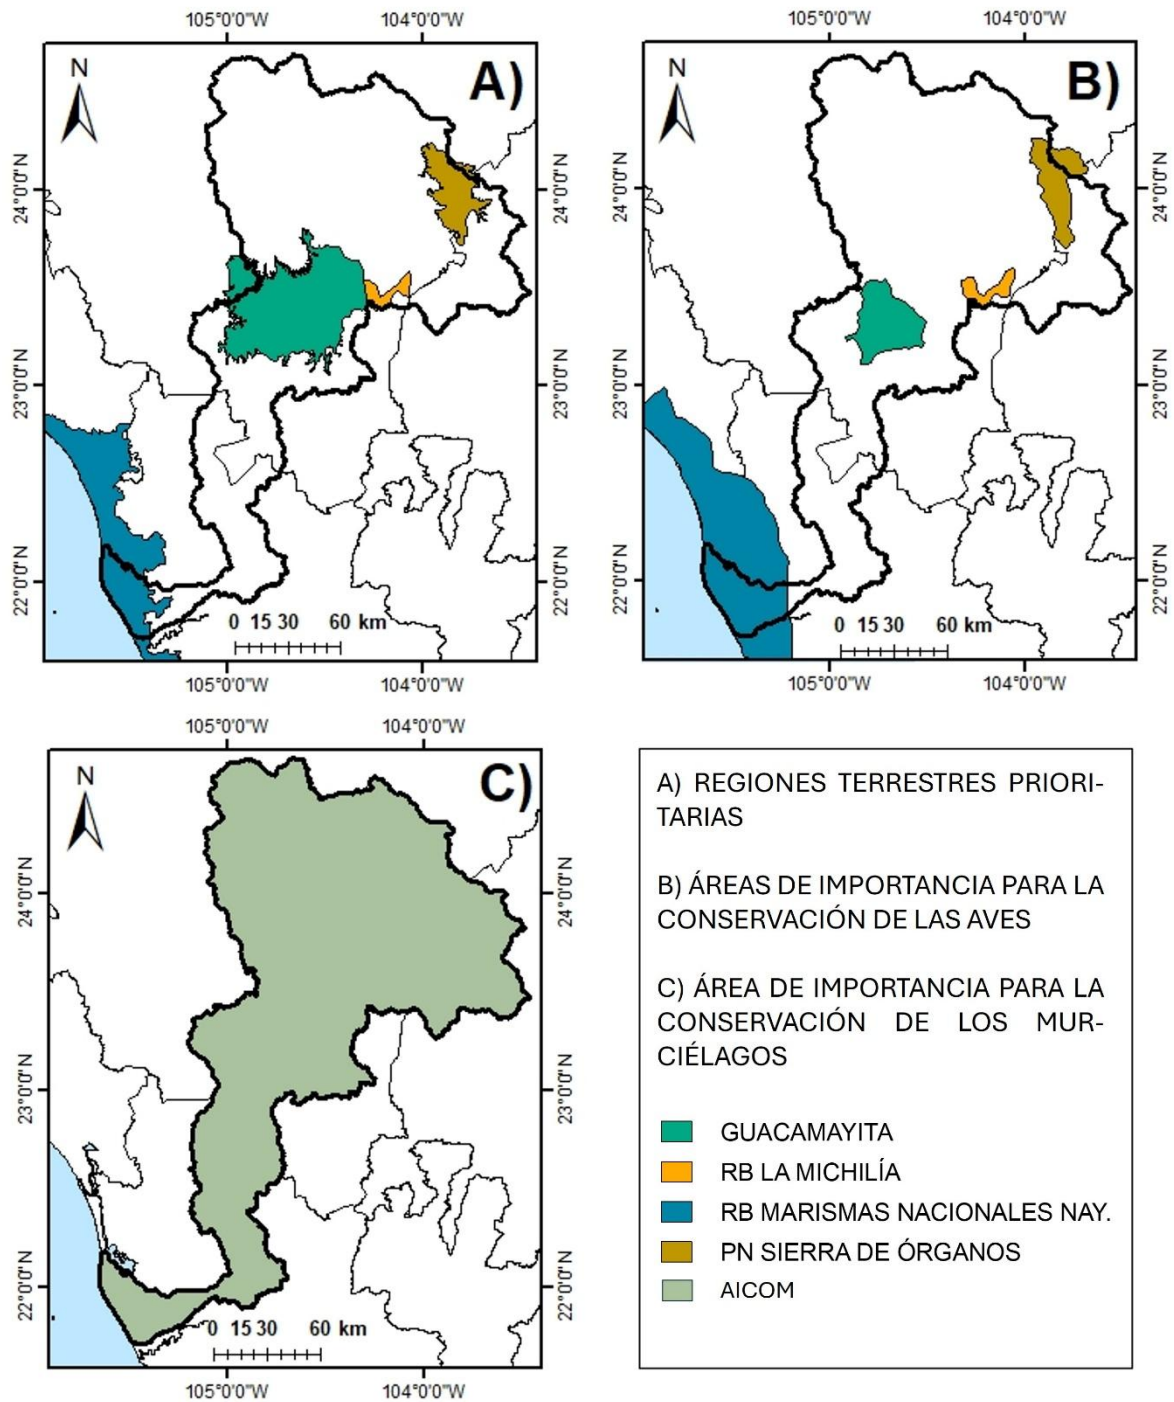 105°0'0"W 104°0'0"W
105°0'0"W 104°0'0"W
N
A)
N
B)
24°0'0"N
24°0'0"N
24°0'0"N
24°0'0"N
23°0'0"N
23°0'0"N
23°0'0"N
23°0'0"N
22°0'0"N
22°0'0"N
22°0'0"N
22°0'0"N
0 15 30 60 km
0 15 30 60 km
105°0'0"W 104°0'0"W
105°0'0"W 104°0'0"W
105°0'0"W 104°0'0"W
N
C)
24°0'0"N
24°0'0"N
23°0'0"N
23°0'0"N
22°0'0"N
22°0'0"N
0 15 30 60 km
105°0'0"W 104°0'0"W
A) REGIONES TERRESTRES PRIORI-
TARIAS
B) ÁREAS DE IMPORTANCIA PARA LA
CONSERVACIÓN DE LAS AVES
C) ÁREA DE IMPORTANCIA PARA LA
CONSERVACIÓN DE LOS MUR-
CIÉLAGOS
GUACAMAYITA
RB LA MICHILÍA
RB MARISMAS NACIONALES NAY.
PN SIERRA DE ÓRGANOS
AICOM